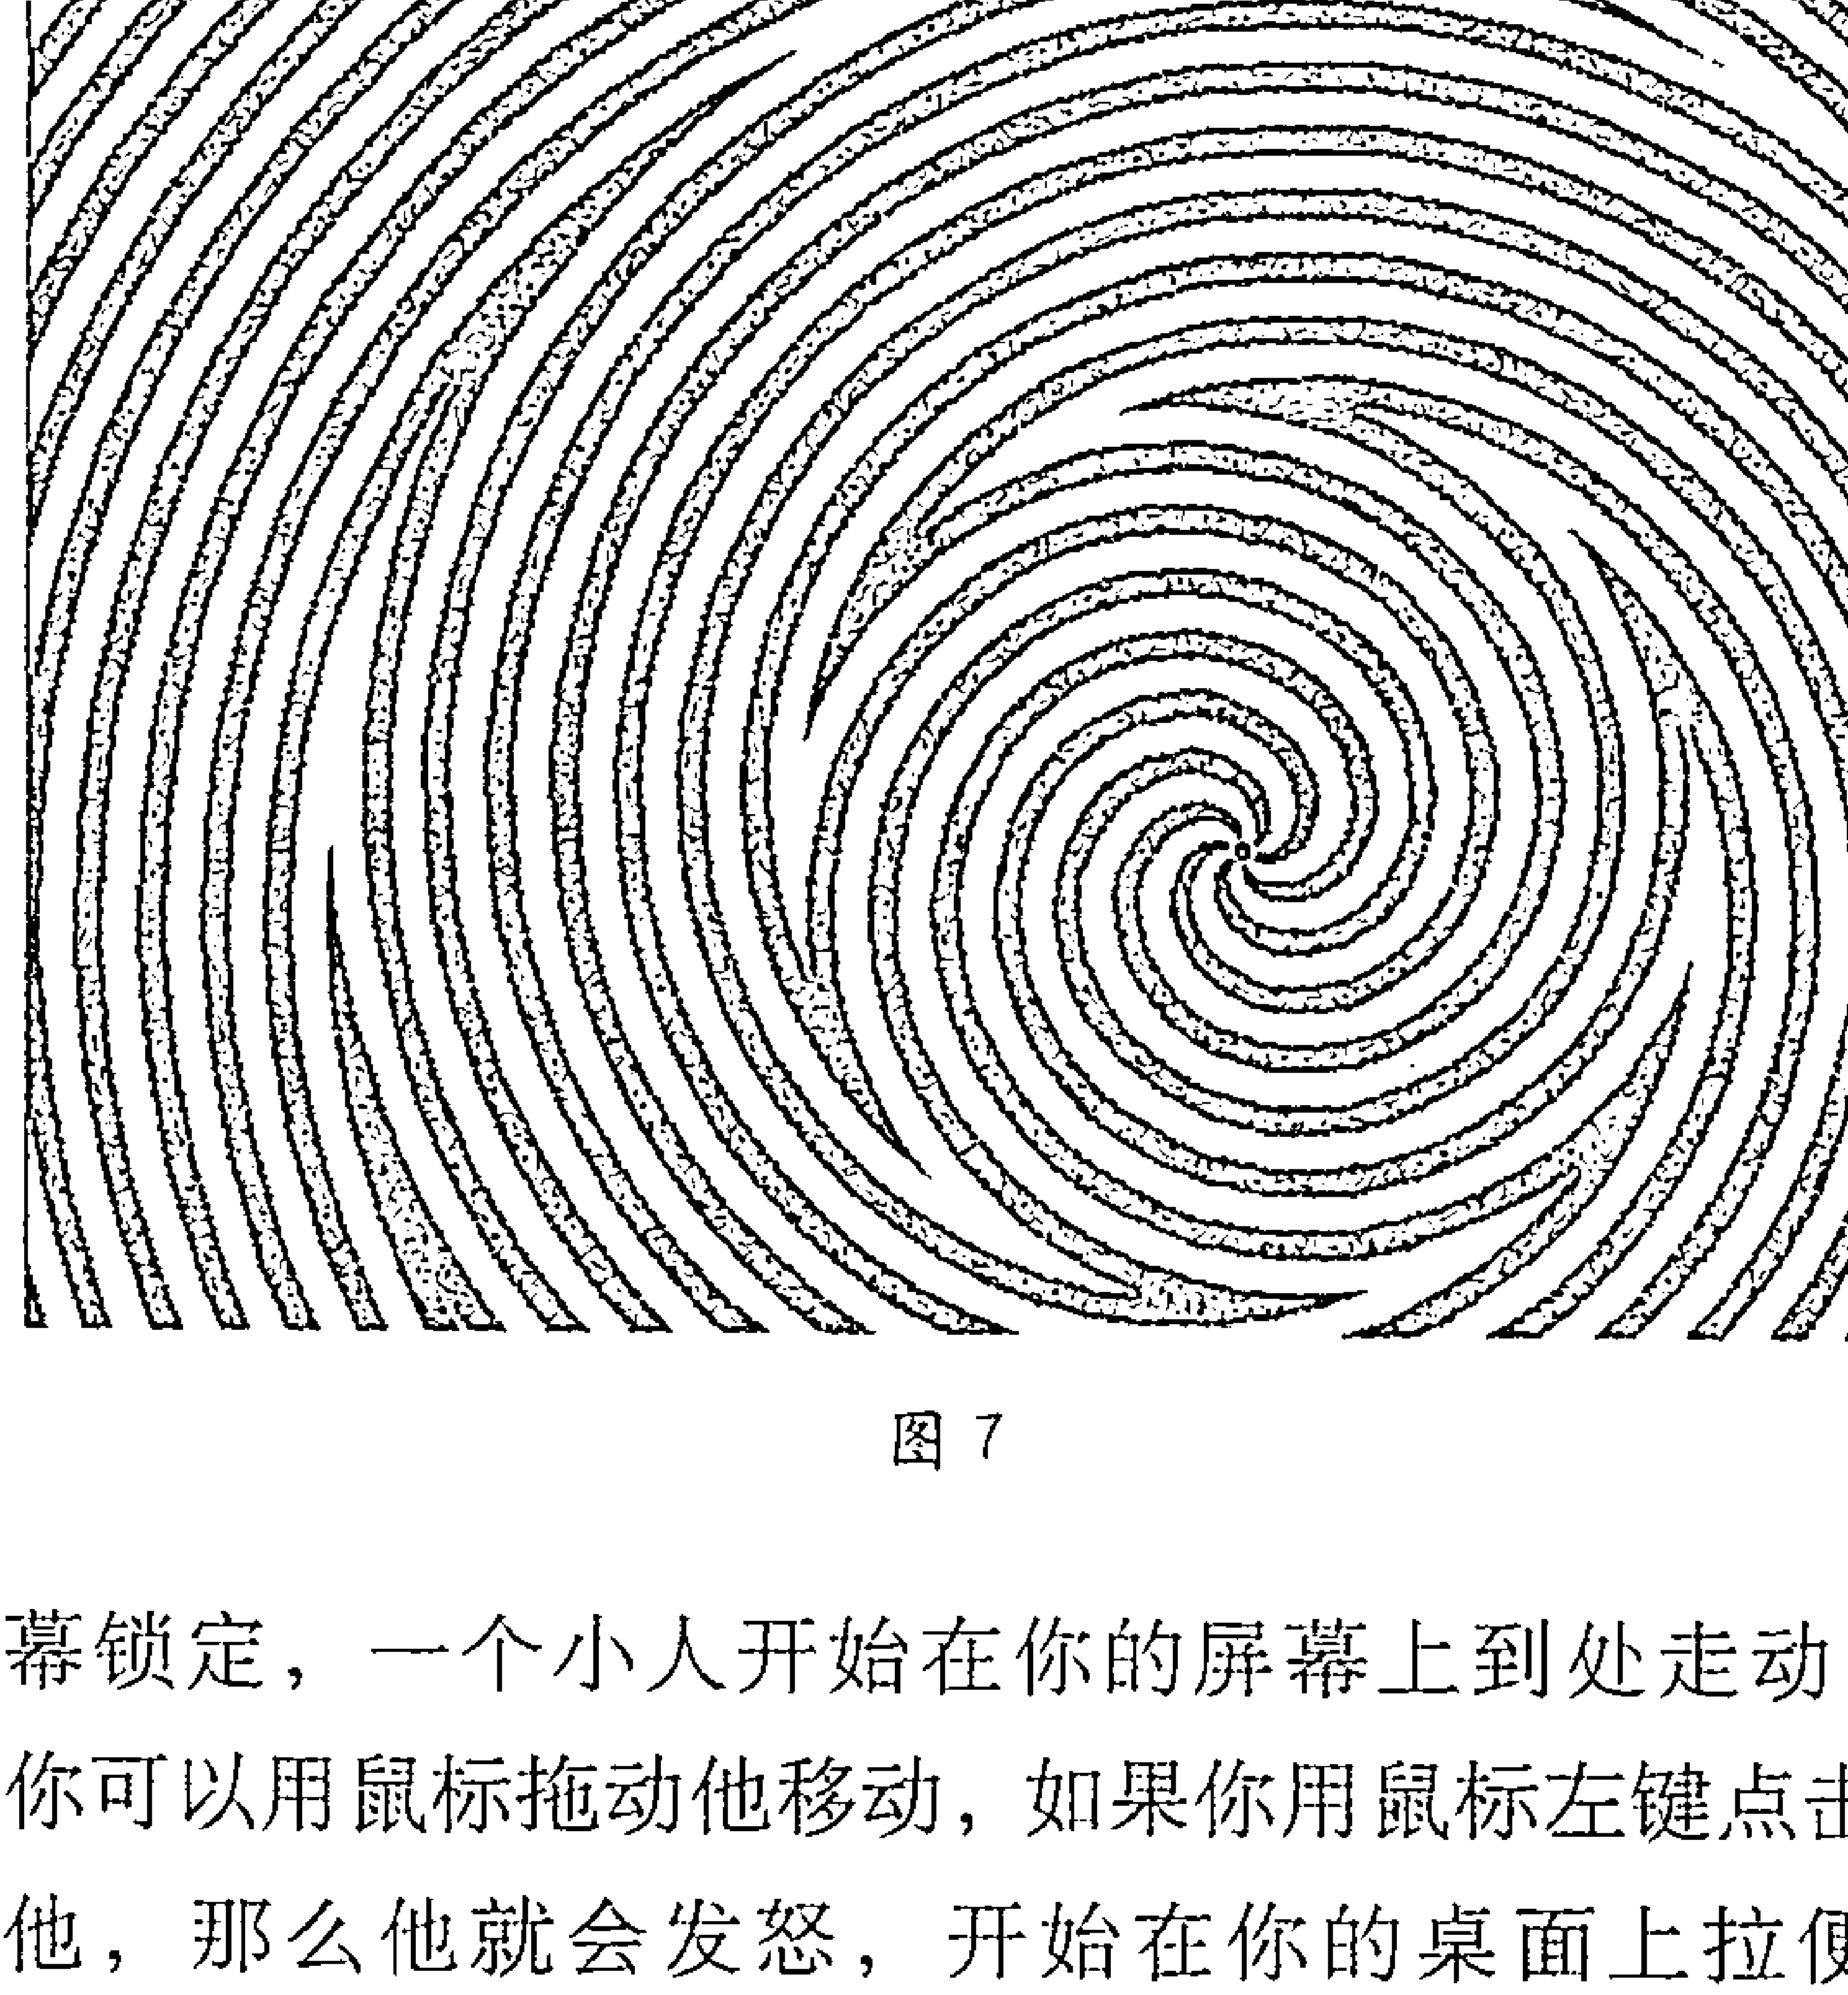 图 7
幕锁定，一个小人开始在你的屏幕上到处走动
你可以用鼠标拖动他移动，如果你用鼠标左键点击
他，那么他就会发怒，开始在你的桌面上拉便